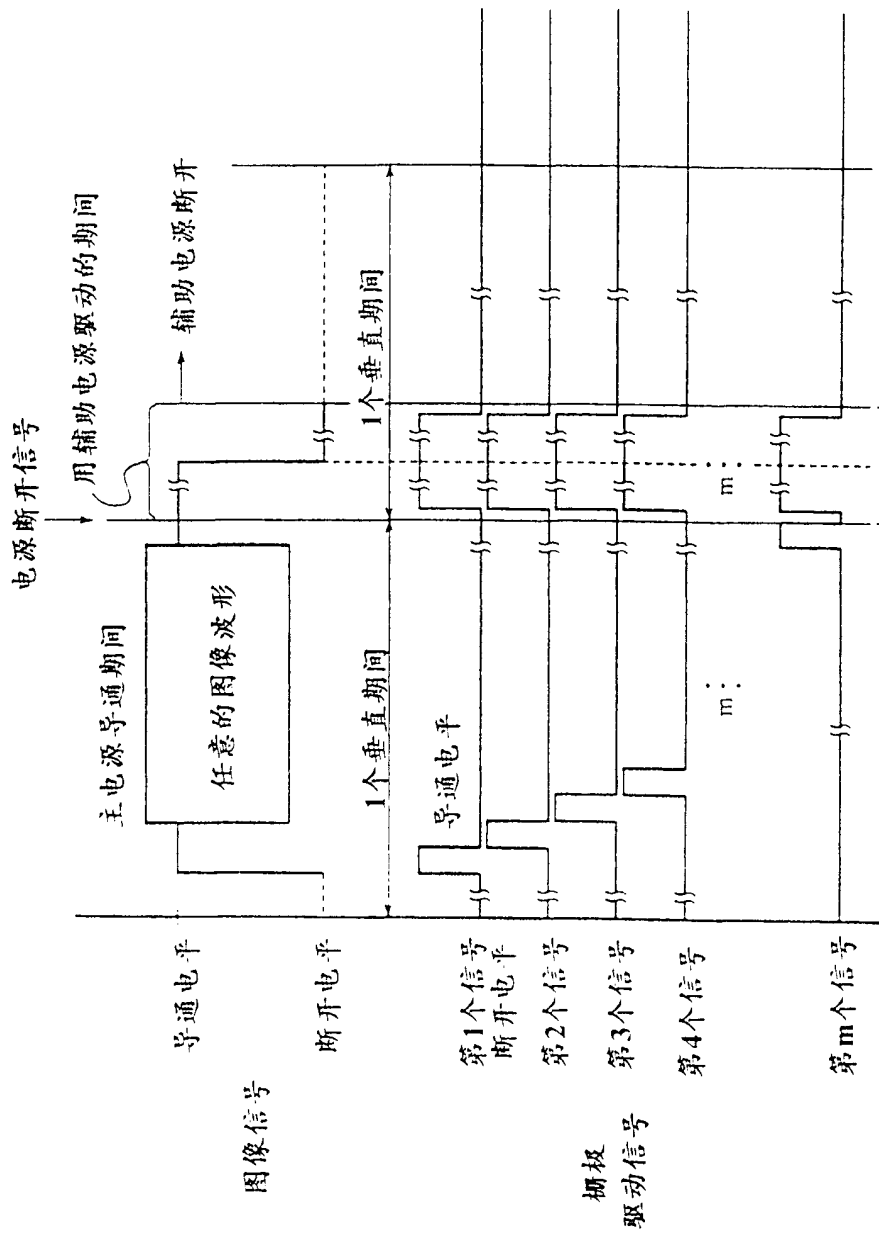 电源断开信号
用辅助电源驱动的期间
辅助电源断开
主电源导通期间
任意的图像波形
图像信号
导通电平
断开电平
1个垂直期间
1个垂直期间
导通电平
栅极
驱动信号
第1个信号
断开电平
第2个信号
第3个信号
第4个信号
m
m
第m个信号